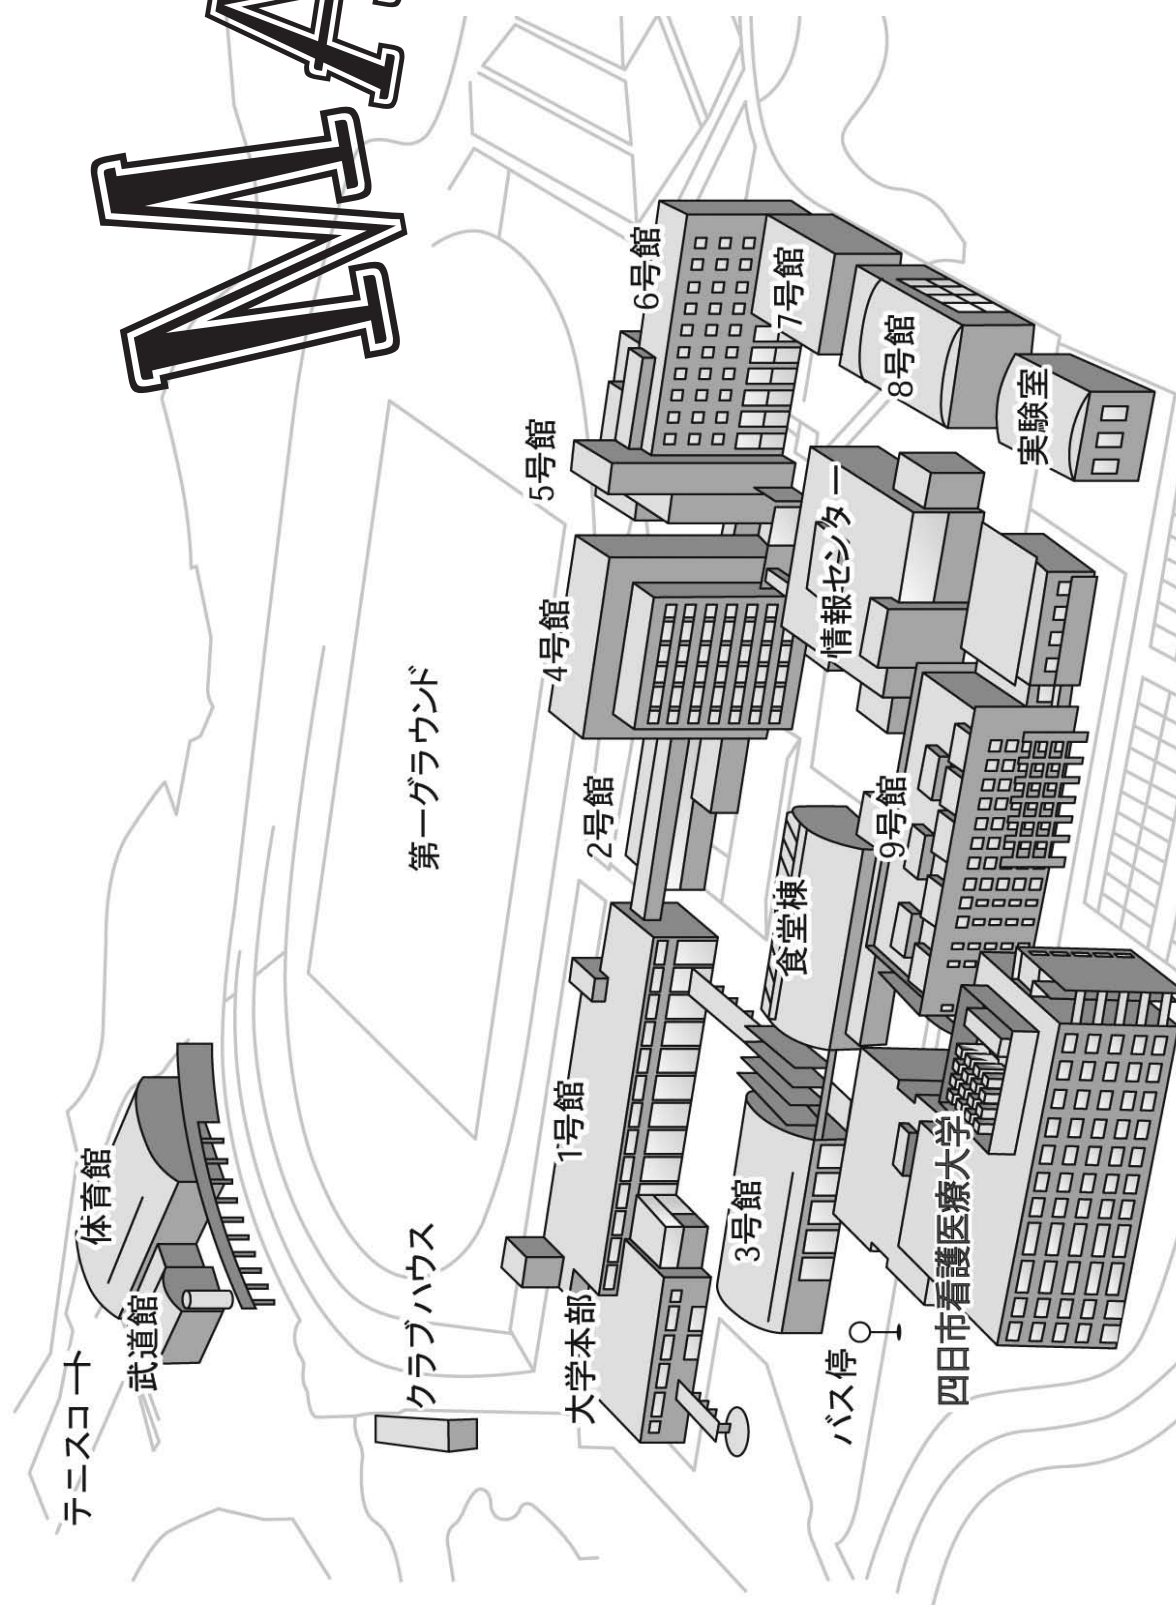 MA
テニスコート
体育館
武道館
クラブハウス
第一グラウンド
大学本部
1号館
2号館
4号館
5号館
6号館
7号館
8号館
実験室
情報センター
食堂棟
9号館
3号館
バス停
四日市看護医療大学